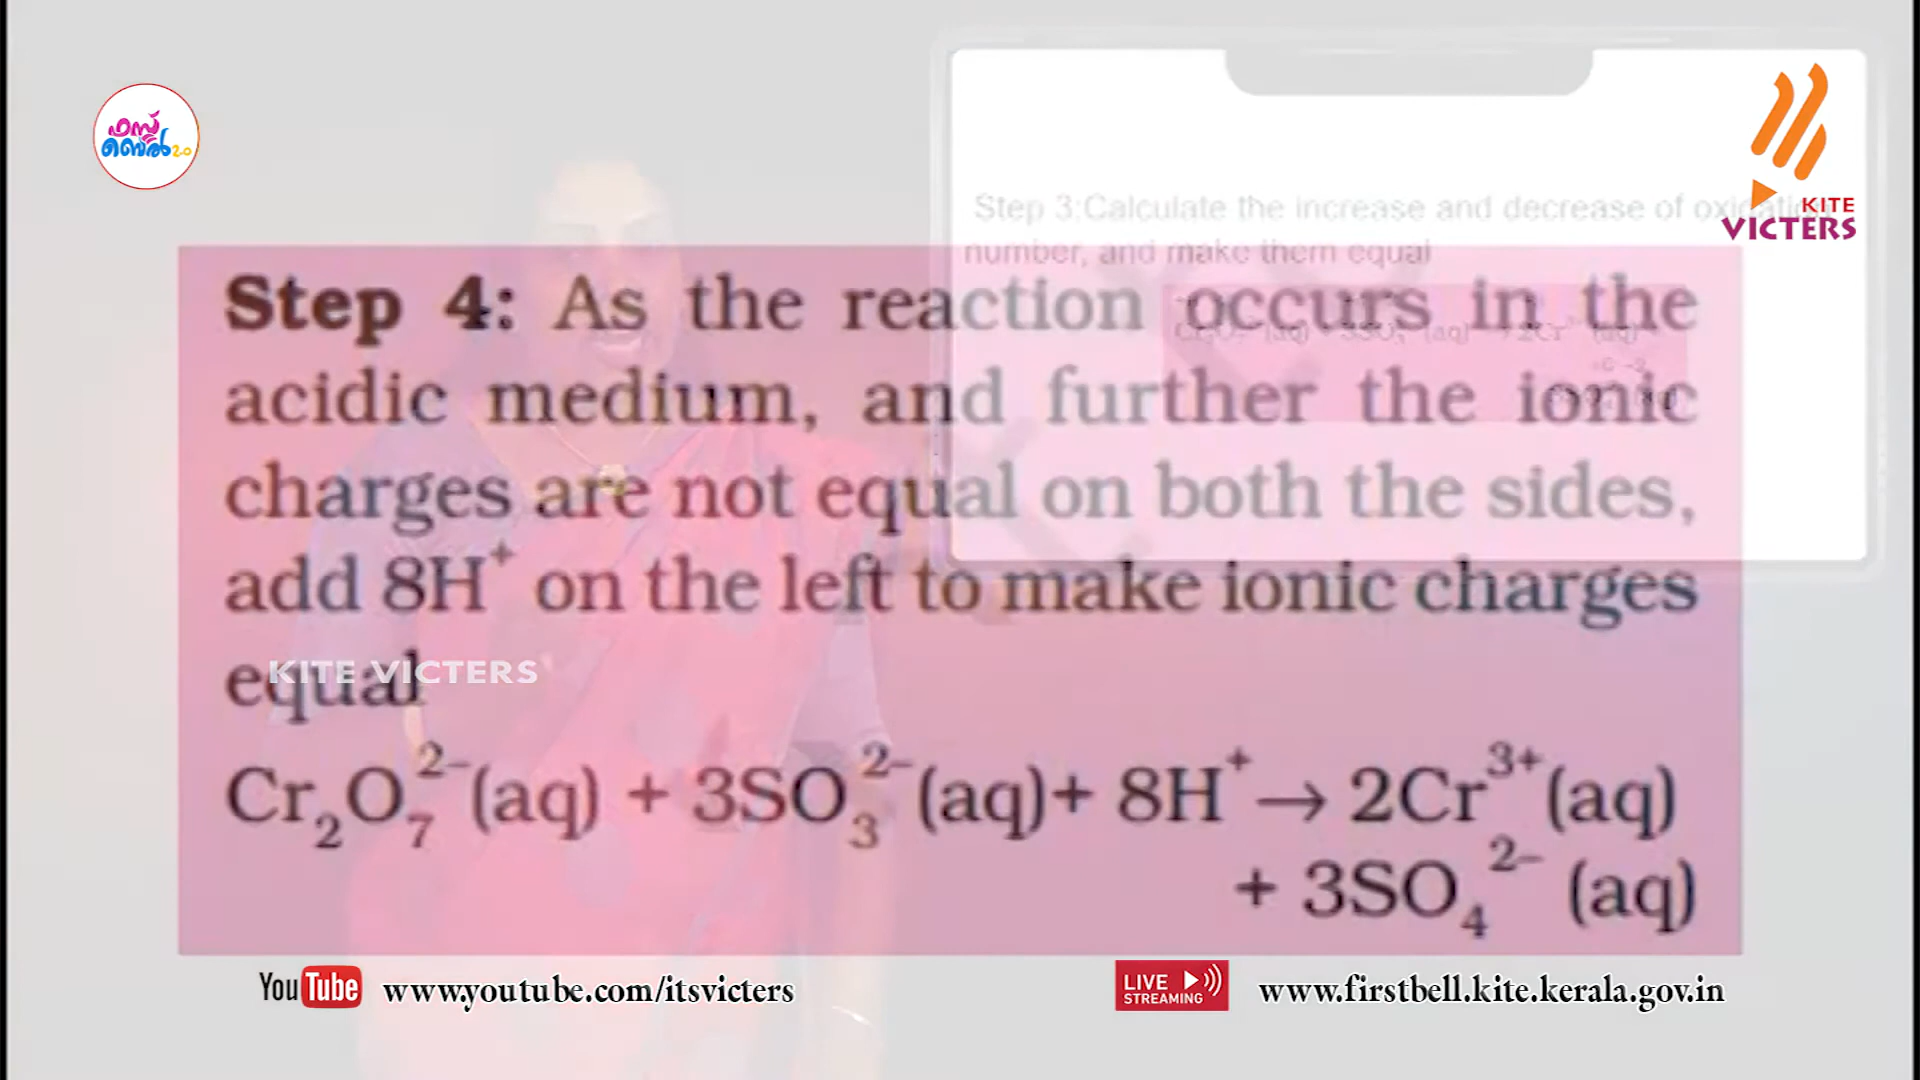 ഫസ്റ്റ്
ബെൽ 2.0
KITE
VICTERS
Step 3:Calculate the increase and decrease of oxidation
number, and make them equal
Step 4: As the reaction occurs in the
acidic medium, and further the ionic
charges are not equal on both the sides,
add 8H⁺ on the left to make ionic charges
equal
KITE VICTERS
Cr₂O₇²⁻(aq) + 3SO₃²⁻(aq)+ 8H⁺→ 2Cr³⁺(aq)
+ 3SO₄²⁻ (aq)
YouTube www.youtube.com/itsvicters
LIVE STREAMING www.firstbell.kite.kerala.gov.in